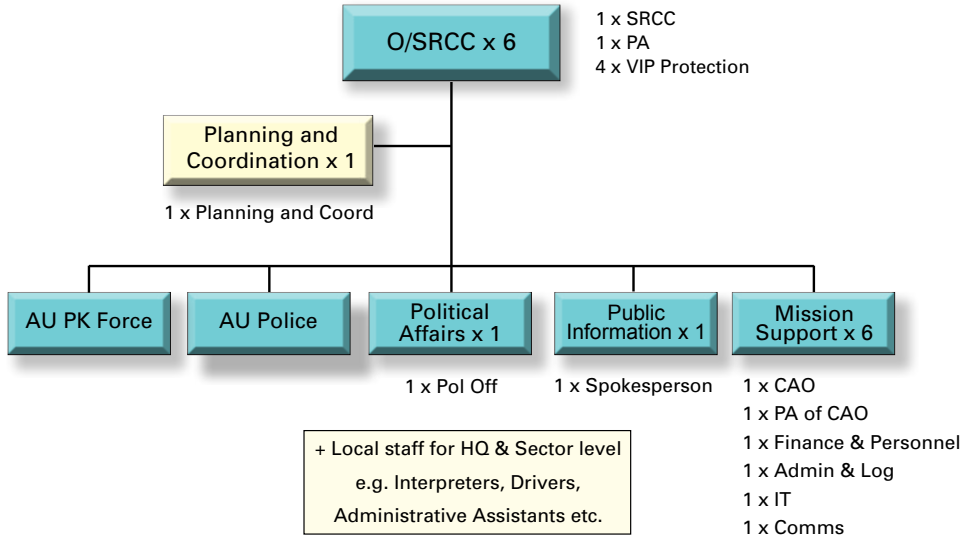 O/SRCC x 6
1 x SRCC
1 x PA
4 x VIP Protection
Planning and
Coordination x 1
1 x Planning and Coord
AU PK Force
AU Police
Political
Affairs x 1
1 x Pol Off
Public
Information x 1
1 x Spokesperson
Mission
Support x 6
1 x CAO
1 x PA of CAO
1 x Finance & Personnel
1 x Admin & Log
1 x IT
1 x Comms
+ Local staff for HQ & Sector level
e.g. Interpreters, Drivers,
Administrative Assistants etc.